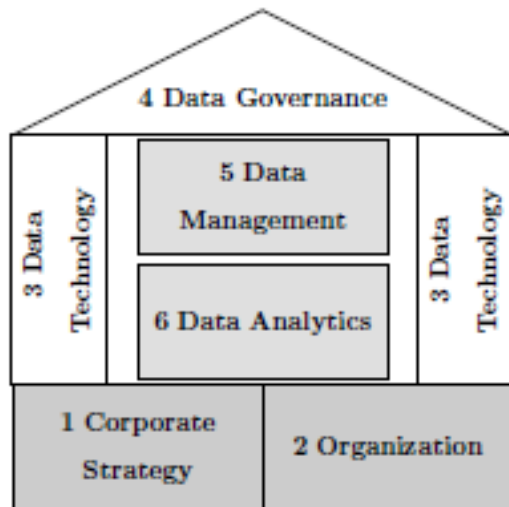 4 Data Governance
3 Data
Technology
5 Data
Management
6 Data Analytics
3 Data
Technology
1 Corporate
Strategy
2 Organization